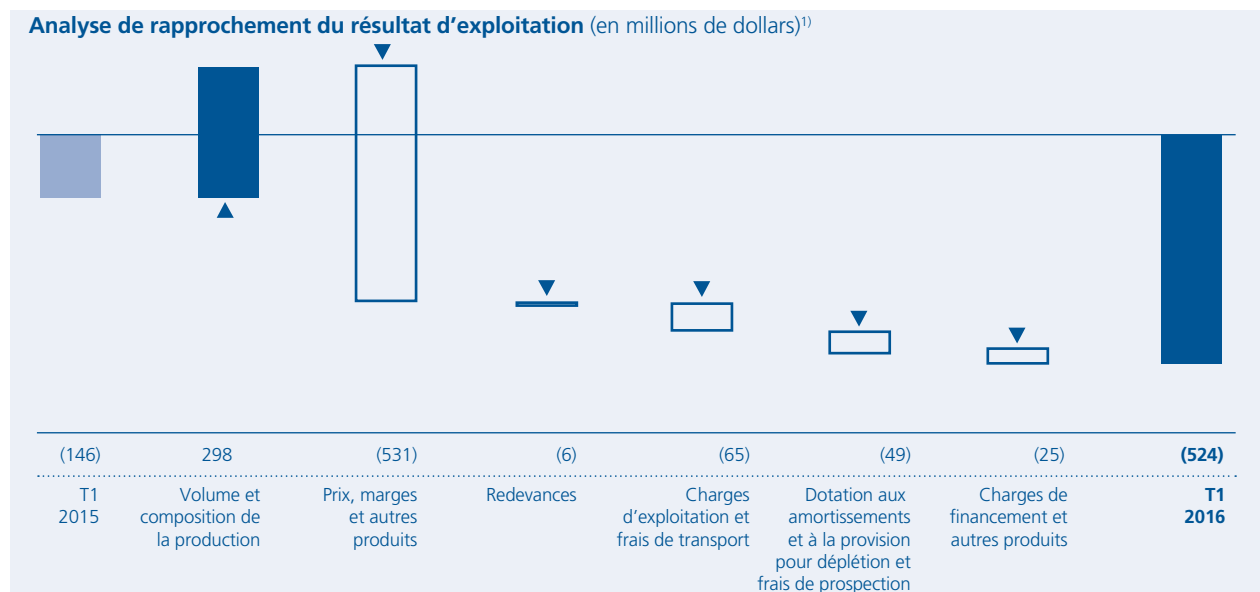 Analyse de rapprochement du résultat d'exploitation (en millions de dollars)¹⁾
(146) 298 (531) (6) (65) (49) (25) (524)
T1
2015
Volume et
composition de
la production
Prix, marges
et autres
produits
Redevances
Charges
d'exploitation et
frais de transport
Dotation aux
amortissements
et à la provision
pour déplétion et
frais de prospection
Charges de
financement et
autres produits
T1
2016